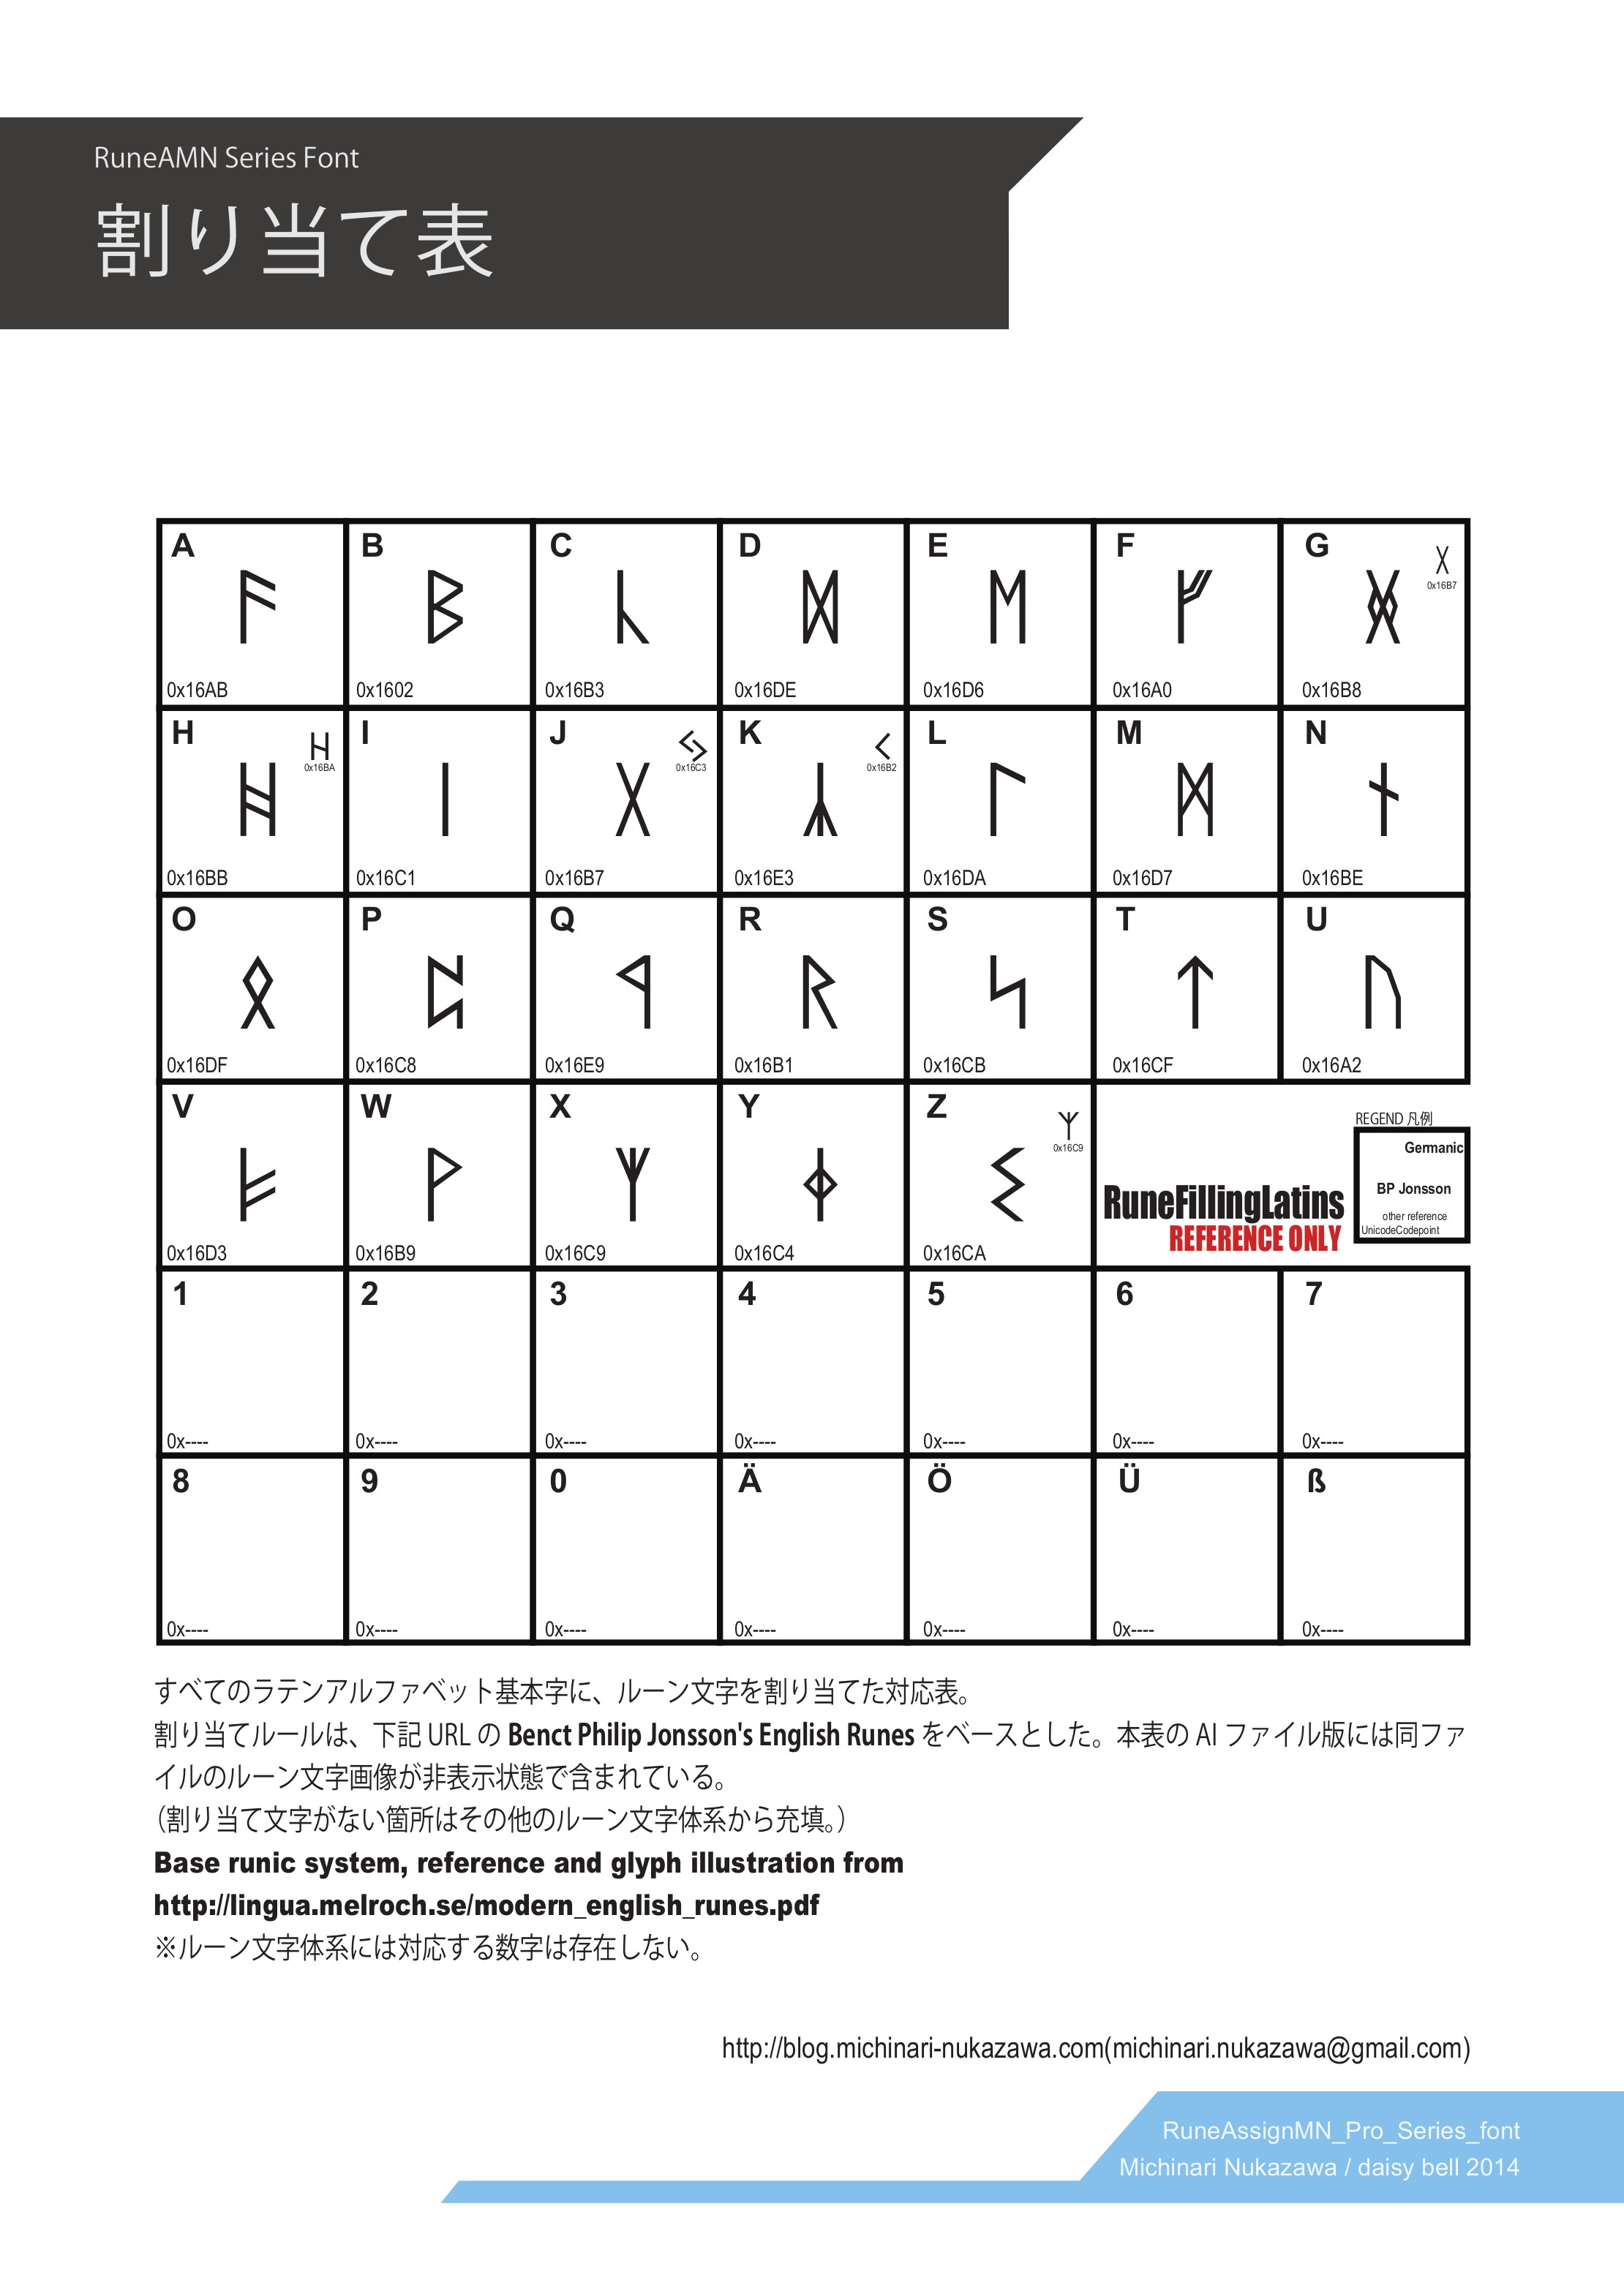 RuneAMN Series Font
割り当て表
A B C D E F G
0x16B7
0x16AB 0x1602 0x16B3 0x16DE 0x16D6 0x16A0 0x16B8
H I J K L M N
0x16BA 0x16C3 0x16B2
0x16BB 0x16C1 0x16B7 0x16E3 0x16DA 0x16D7 0x16BE
O P Q R S T U
0x16DF 0x16C8 0x16E9 0x16B1 0x16CB 0x16CF 0x16A2
V W X Y Z
0x16C9
0x16D3 0x16B9 0x16C9 0x16C4 0x16CA
REGEND 凡例
Germanic
BP Jonsson
other reference
UnicodeCodepoint
RuneFillingLatins
REFERENCE ONLY
1 2 3 4 5 6 7
0x---- 0x---- 0x---- 0x---- 0x---- 0x---- 0x----
8 9 0 Ä Ö Ü ß
0x---- 0x---- 0x---- 0x---- 0x---- 0x---- 0x----
すべてのラテンアルファベット基本字に、ルーン文字を割り当てた対応表。
割り当てルールは、下記 URL の Benct Philip Jonsson's English Runes をベースとした。本表の AI ファイル版には同ファ
イルのルーン文字画像が非表示状態で含まれている。
（割り当て文字がない箇所はその他のルーン文字体系から充填。）
Base runic system, reference and glyph illustration from
http://lingua.melroch.se/modern_english_runes.pdf
※ルーン文字体系には対応する数字は存在しない。
http://blog.michinari-nukazawa.com(michinari.nukazawa@gmail.com)
RuneAssignMN_Pro_Series_font
Michinari Nukazawa / daisy bell 2014